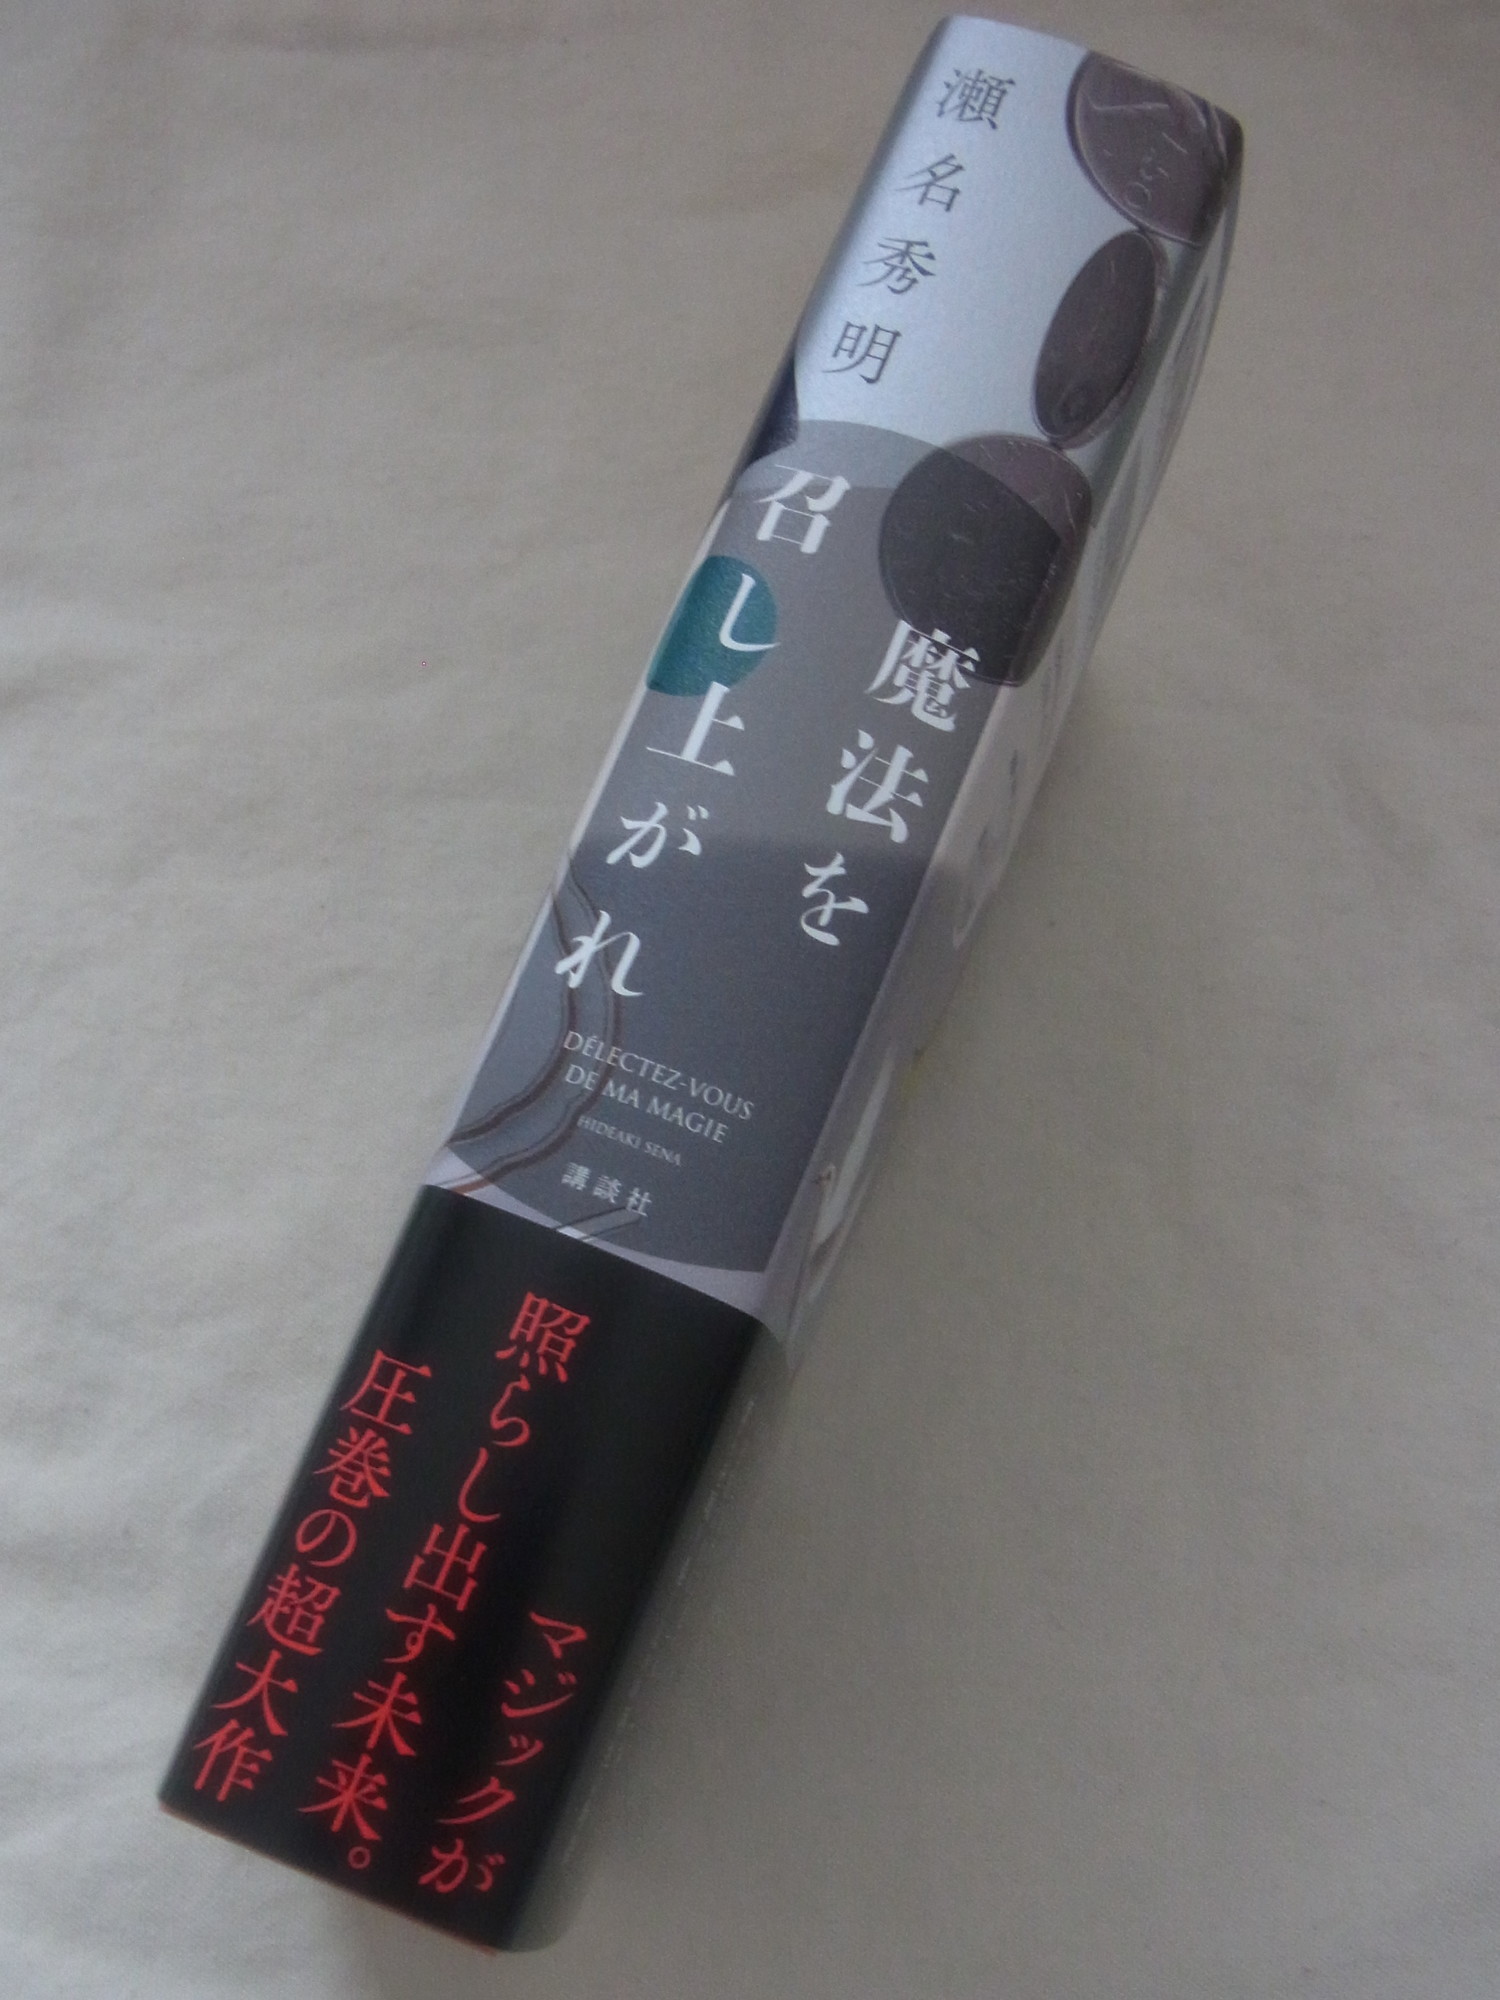 瀬名秀明
魔法を
召し上がれ
DÉLECTEZ-VOUS
DE MA MAGIE
HIDEAKI SENA
講談社
マジックが
照らし出す未来。
圧巻の超大作